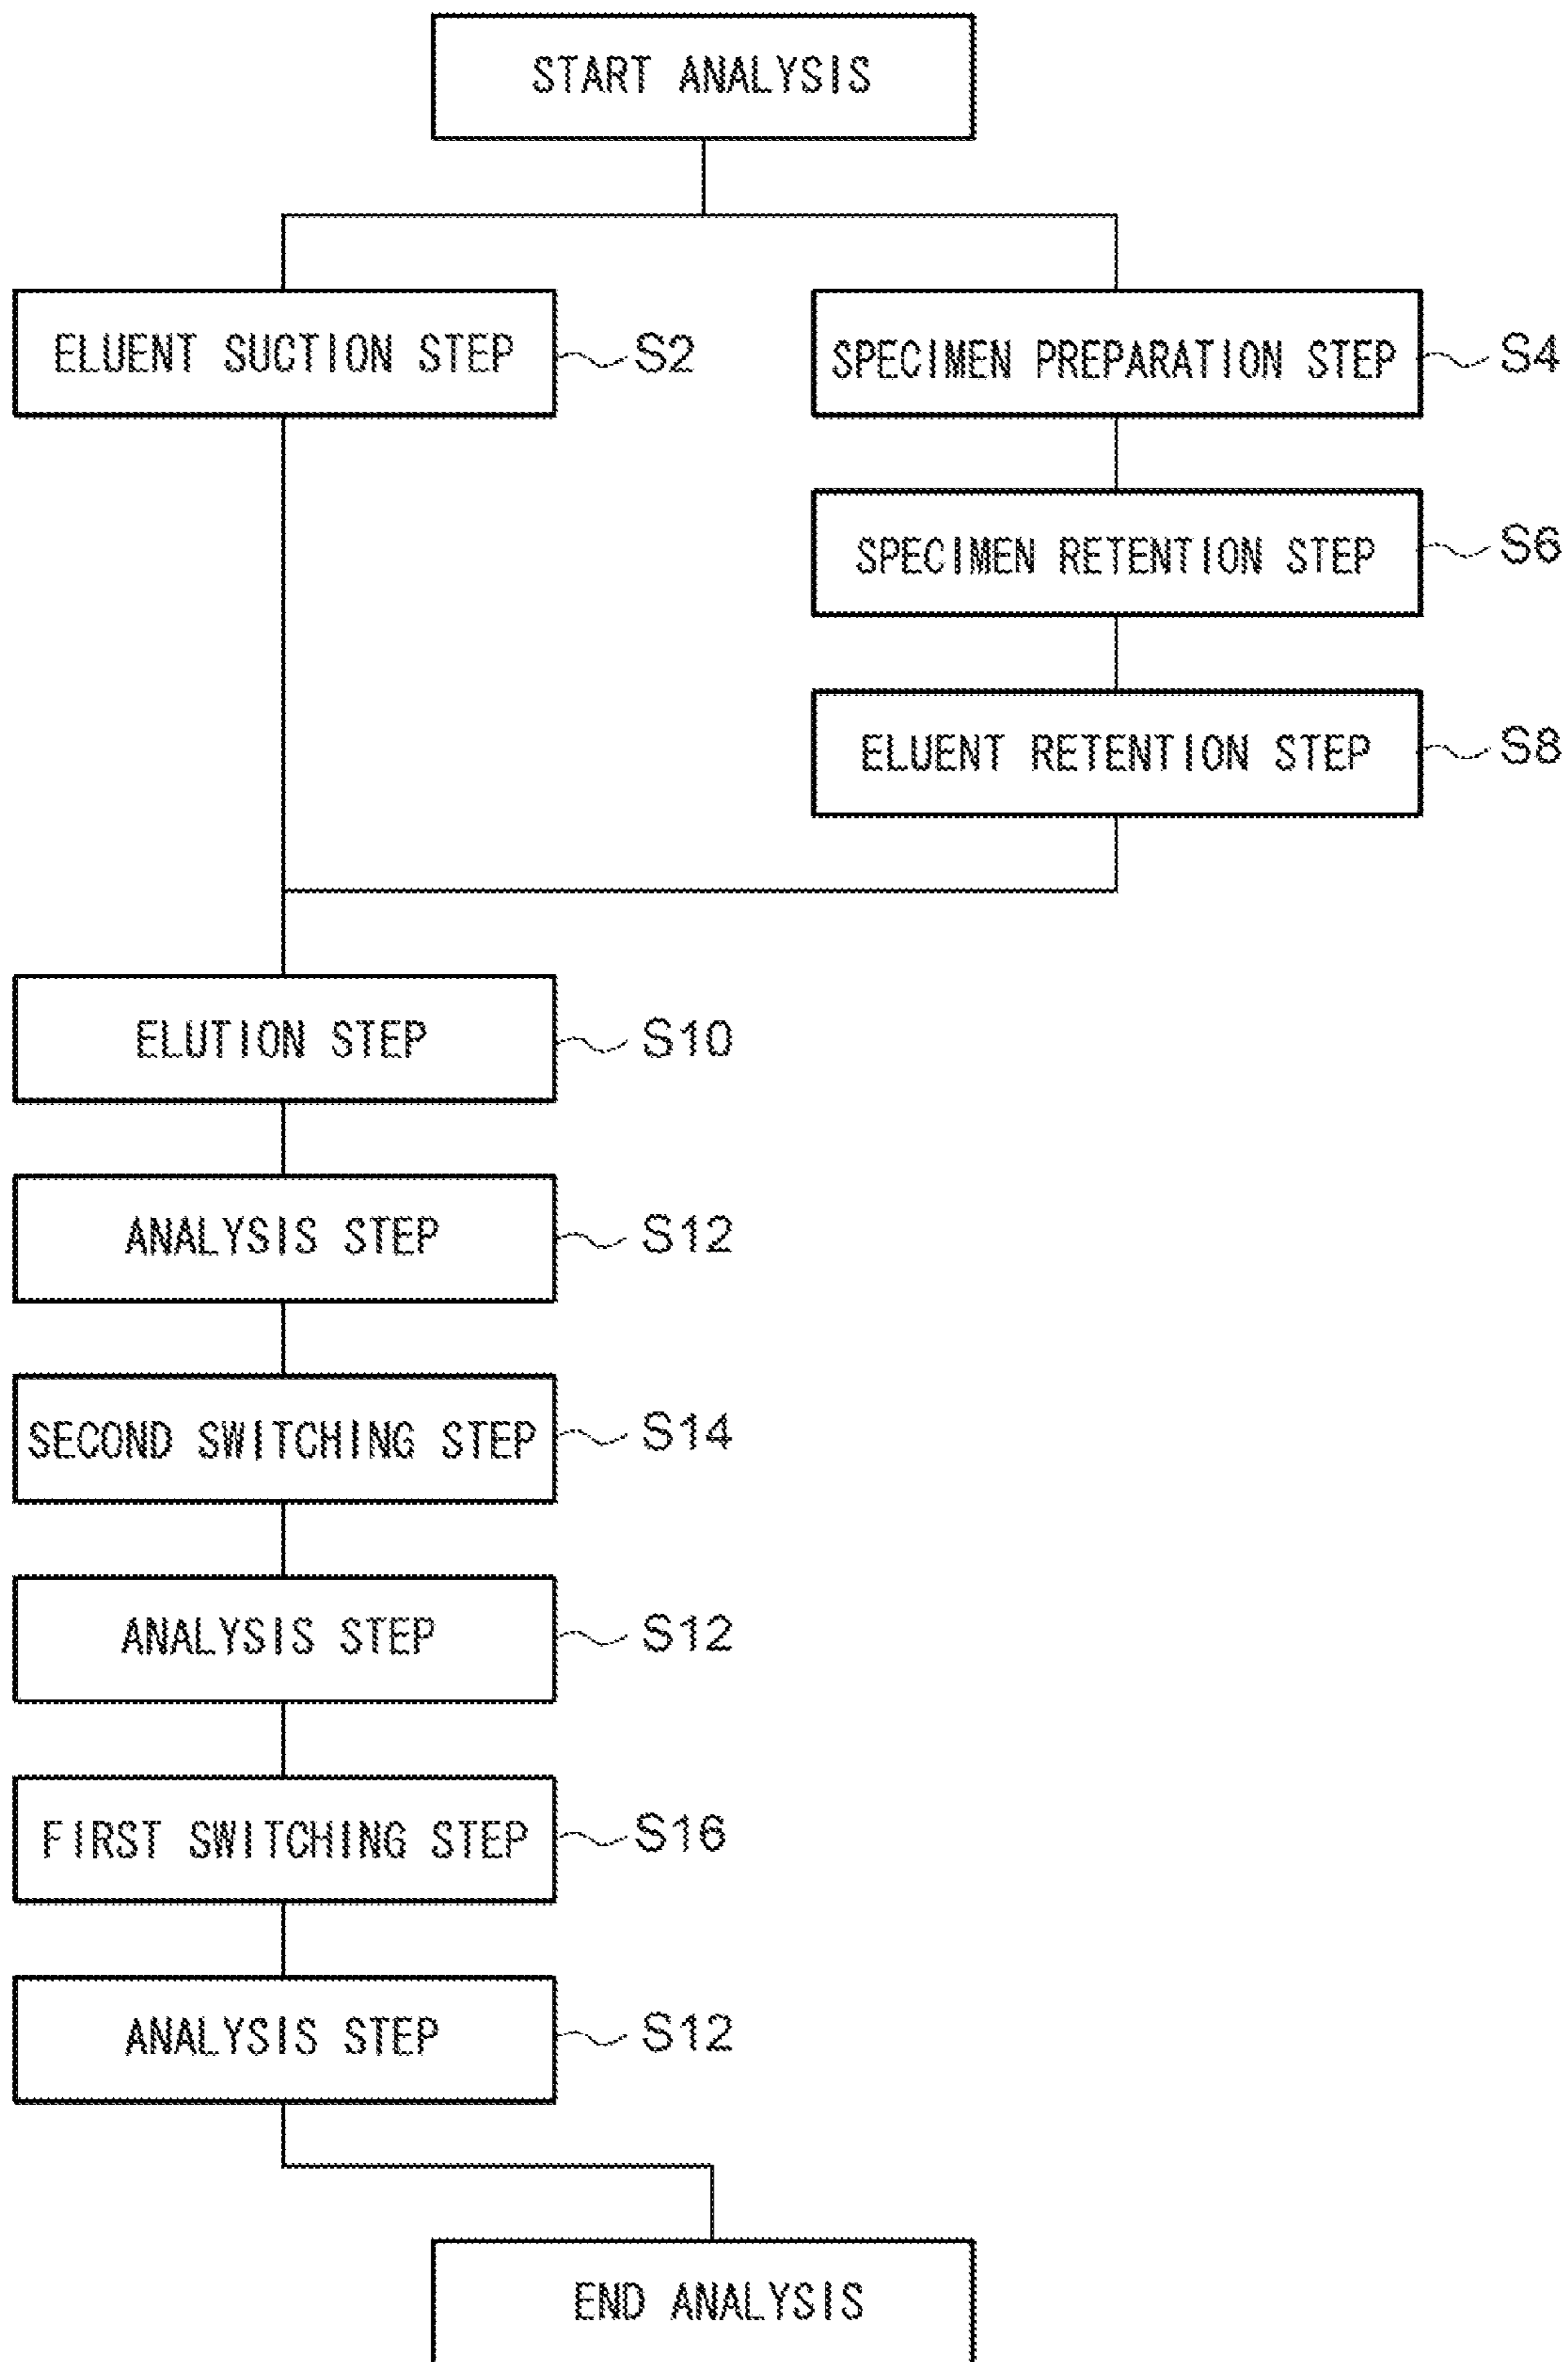 START ANALYSIS
ELUENT SUCTION STEP S2
SPECIMEN PREPARATION STEP S4
SPECIMEN RETENTION STEP S6
ELUENT RETENTION STEP S8
ELUTION STEP S10
ANALYSIS STEP S12
SECOND SWITCHING STEP S14
ANALYSIS STEP S12
FIRST SWITCHING STEP S16
ANALYSIS STEP S12
END ANALYSIS